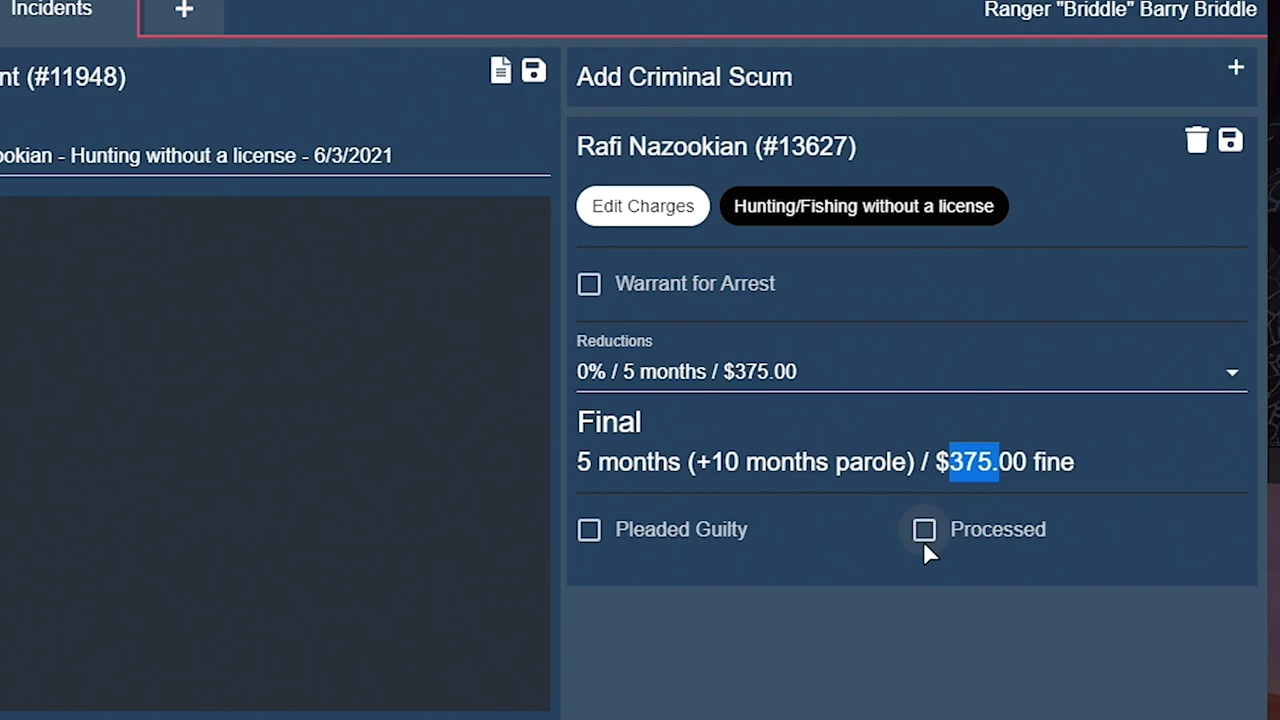 Incidents
+
Ranger "Briddle" Barry Briddle
nt (#11948)
ookian - Hunting without a license - 6/3/2021
Add Criminal Scum
+
Rafi Nazookian (#13627)
Edit Charges
Hunting/Fishing without a license
Warrant for Arrest
Reductions
0% / 5 months / $375.00
Final
5 months (+10 months parole) / $375.00 fine
Pleaded Guilty
Processed